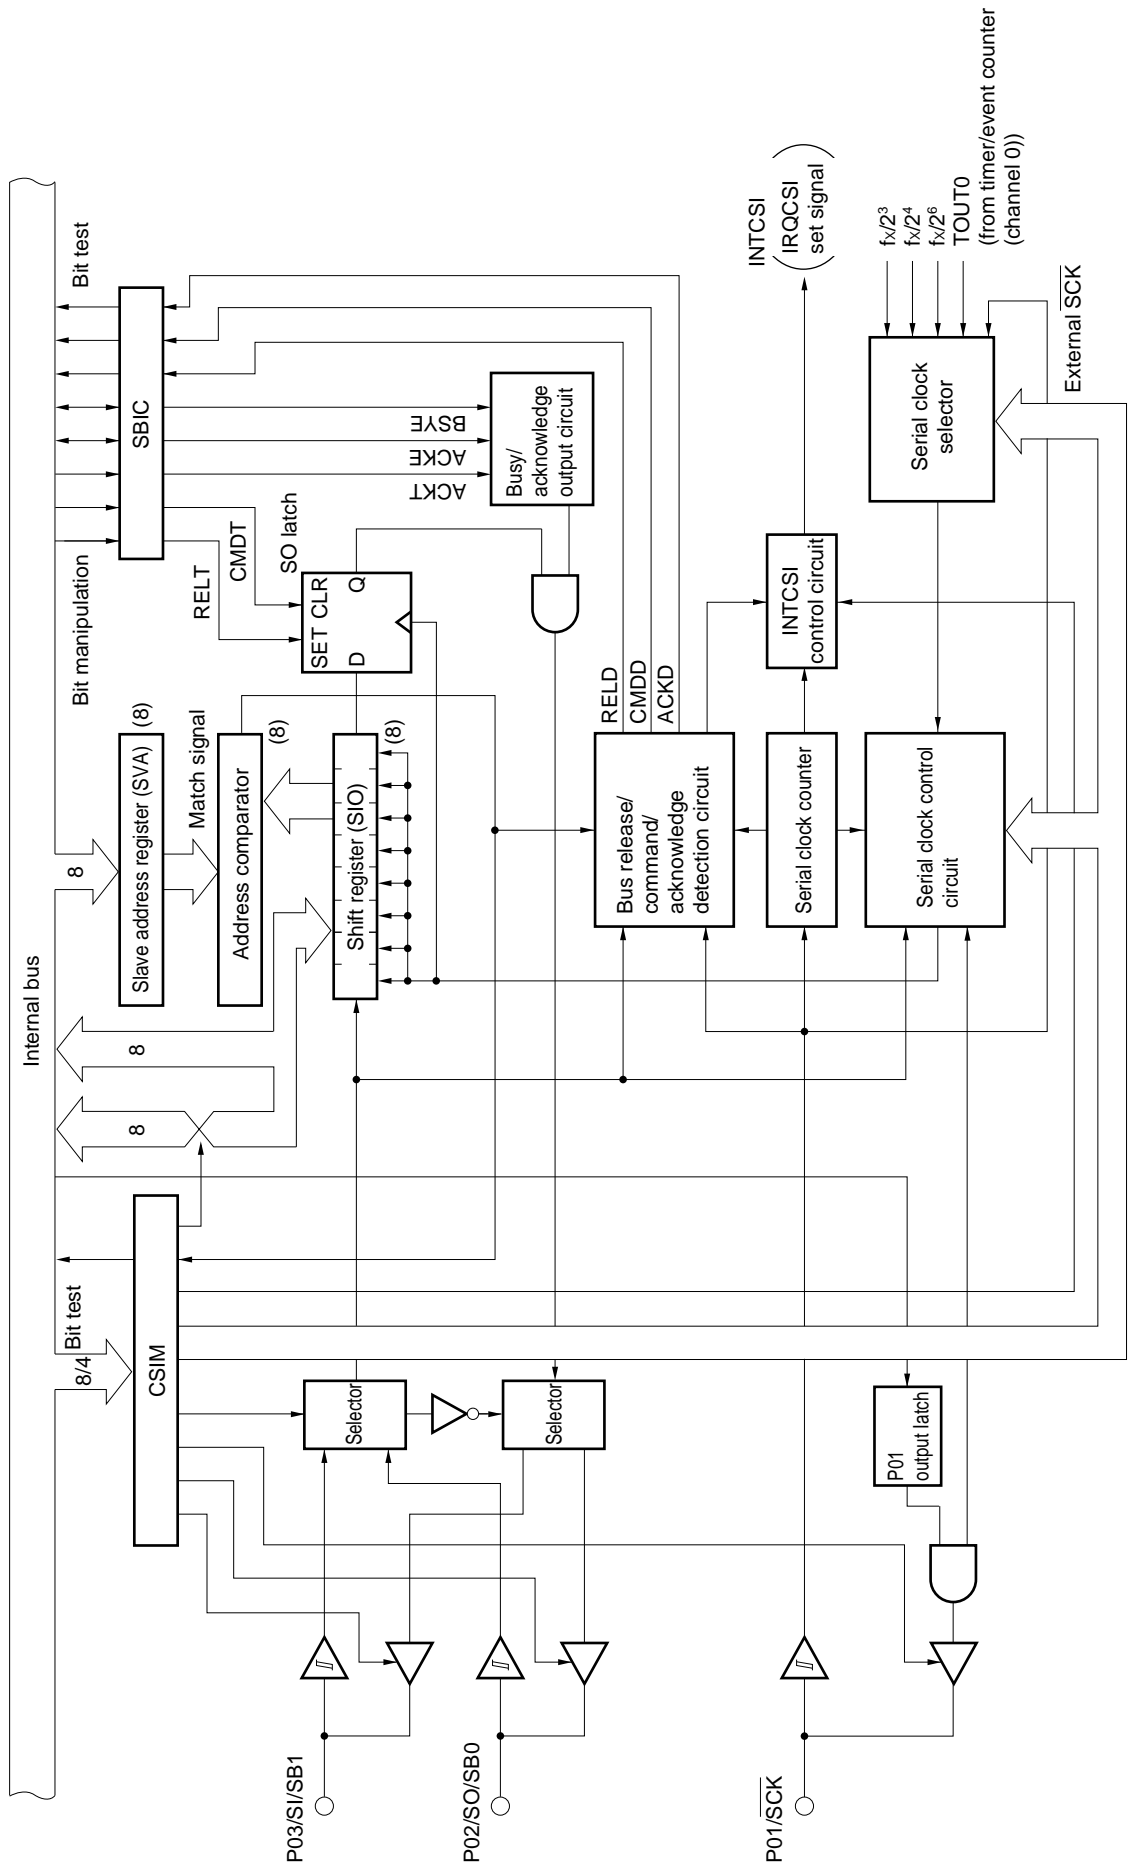 Internal bus
8/4
Bit test
8
8
8
Bit manipulation
Bit test
CSIM
Slave address register (SVA)
(8)
SBIC
Match signal
Address comparator
(8)
RELT
CMDT
SET CLR
SO latch
D
Q
Shift register (SIO)
(8)
ACKT
ACKE
BSYE
Busy/
acknowledge
output circuit
Selector
Selector
P03/SI/SB1
P02/SO/SB0
P01/SCK
Bus release/
command/
acknowledge
detection circuit
RELD
CMDD
ACKD
Serial clock counter
INTCSI
control circuit
INTCSI
IRQCSI
set signal
P01
output latch
Serial clock control
circuit
Serial clock
selector
fx/2³
fx/2⁴
fx/2⁶
TOUT0
(from timer/event counter
(channel 0))
External SCK